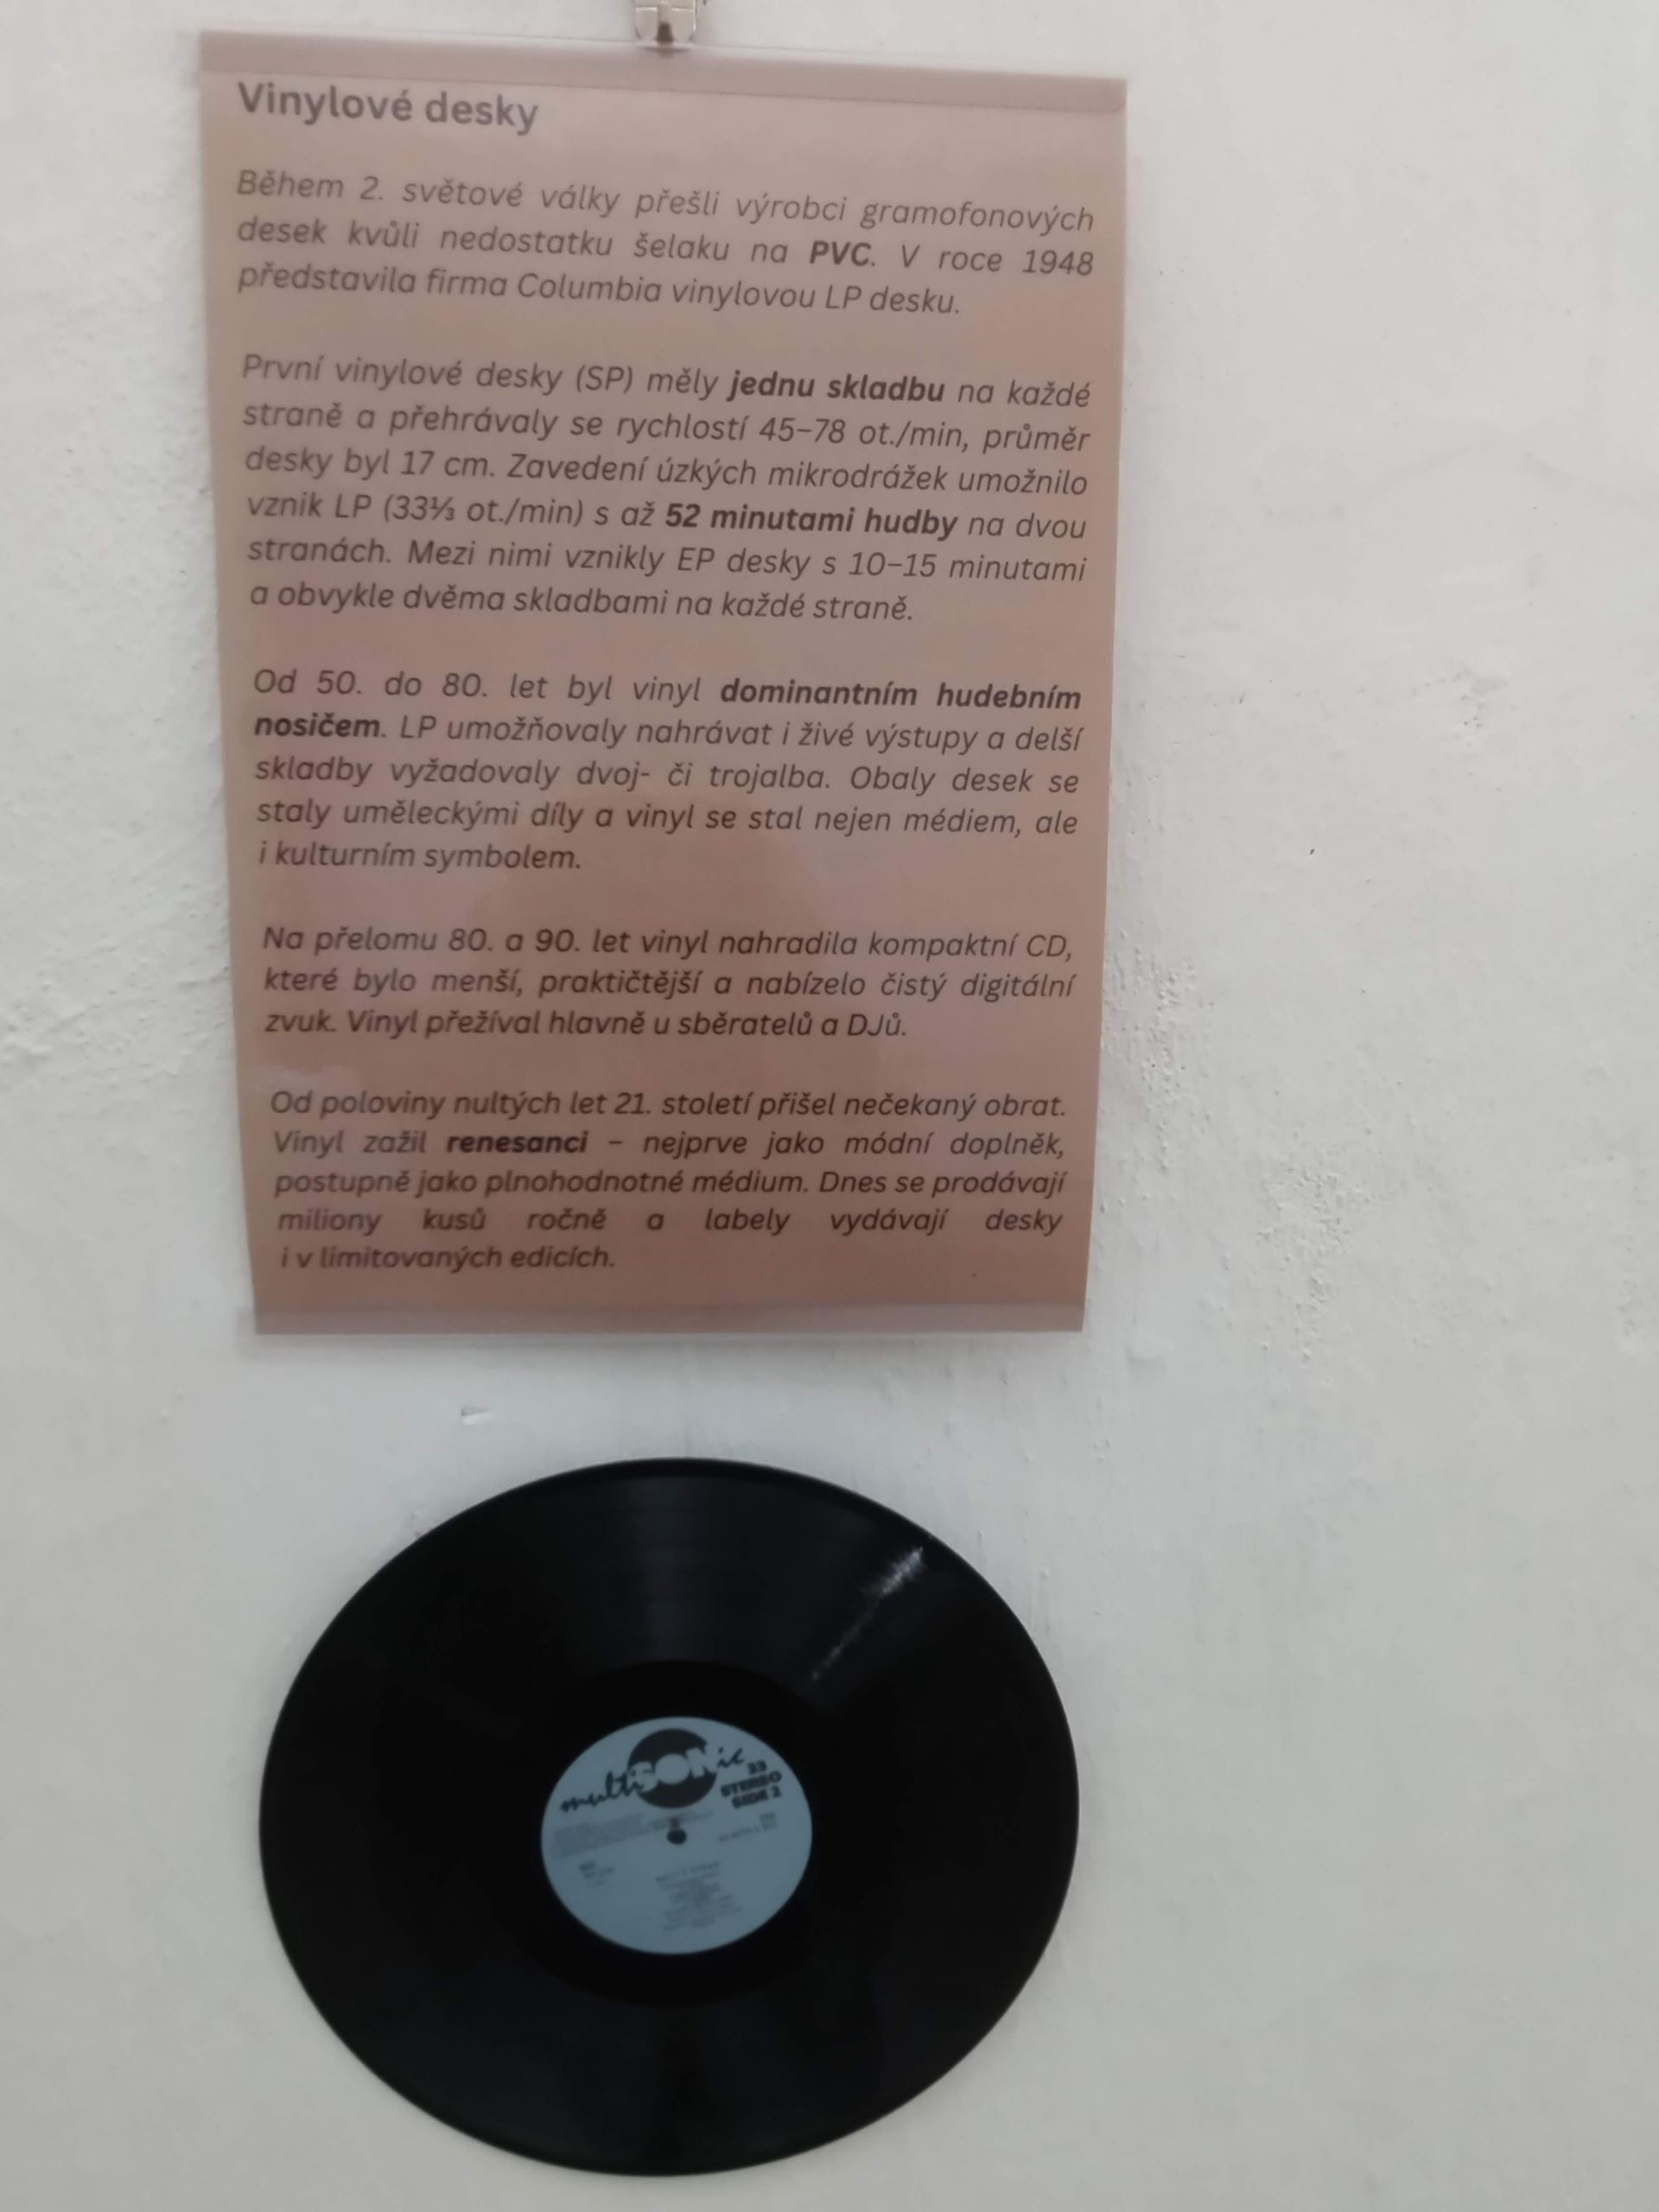 Vinylové desky
Během 2. světové války přešli výrobci gramofonových
desek kvůli nedostatku šelaku na PVC. V roce 1948
představila firma Columbia vinylovou LP desku.
První vinylové desky (SP) měly jednu skladbu na každé
straně a přehrávaly se rychlostí 45–78 ot./min, průměr
desky byl 17 cm. Zavedení úzkých mikrodrážek umožnilo
vznik LP (33⅓ ot./min) s až 52 minutami hudby na dvou
stranách. Mezi nimi vznikly EP desky s 10–15 minutami
a obvykle dvěma skladbami na každé straně.
Od 50. do 80. let byl vinyl dominantním hudebním
nosičem. LP umožňovaly nahrávat i živé výstupy a delší
skladby vyžadovaly dvoj- či trojalba. Obaly desek se
staly uměleckými díly a vinyl se stal nejen médiem, ale
i kulturním symbolem.
Na přelomu 80. a 90. let vinyl nahradila kompaktní CD,
které bylo menší, praktičtější a nabízelo čistý digitální
zvuk. Vinyl přežíval hlavně u sběratelů a DJů.
Od poloviny nultých let 21. století přišel nečekaný obrat.
Vinyl zažil renesanci – nejprve jako módní doplněk,
postupně jako plnohodnotné médium. Dnes se prodávají
miliony kusů ročně a labely vydávají desky
i v limitovaných edicích.
multiSONic
33
STEREO
SIDE 2